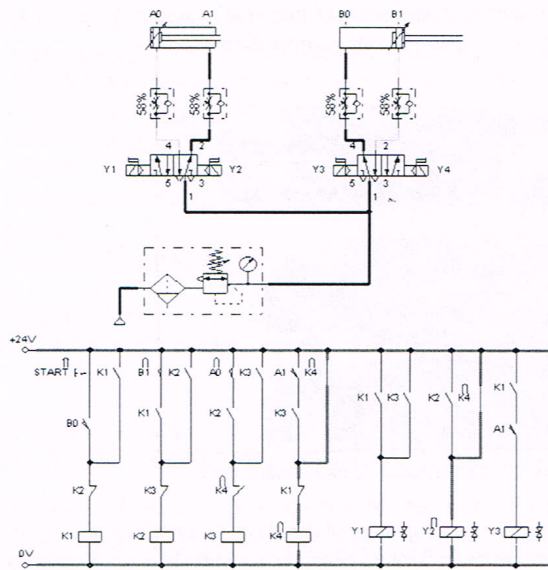 A0 A1 B0 B1
58% 58% 58% 58%
4 2 4 2
Y1 Y2 Y3 Y4
5 3 5 3
1 1
+24V
START K1 B1 K2 A0 K3 A1 K4 K1 K3 K2 K4 K1
B0 K1 K2 K3 A1
K2 K3 K4 K1
K1 K2 K3 K4 Y1 Y2 Y3
0V